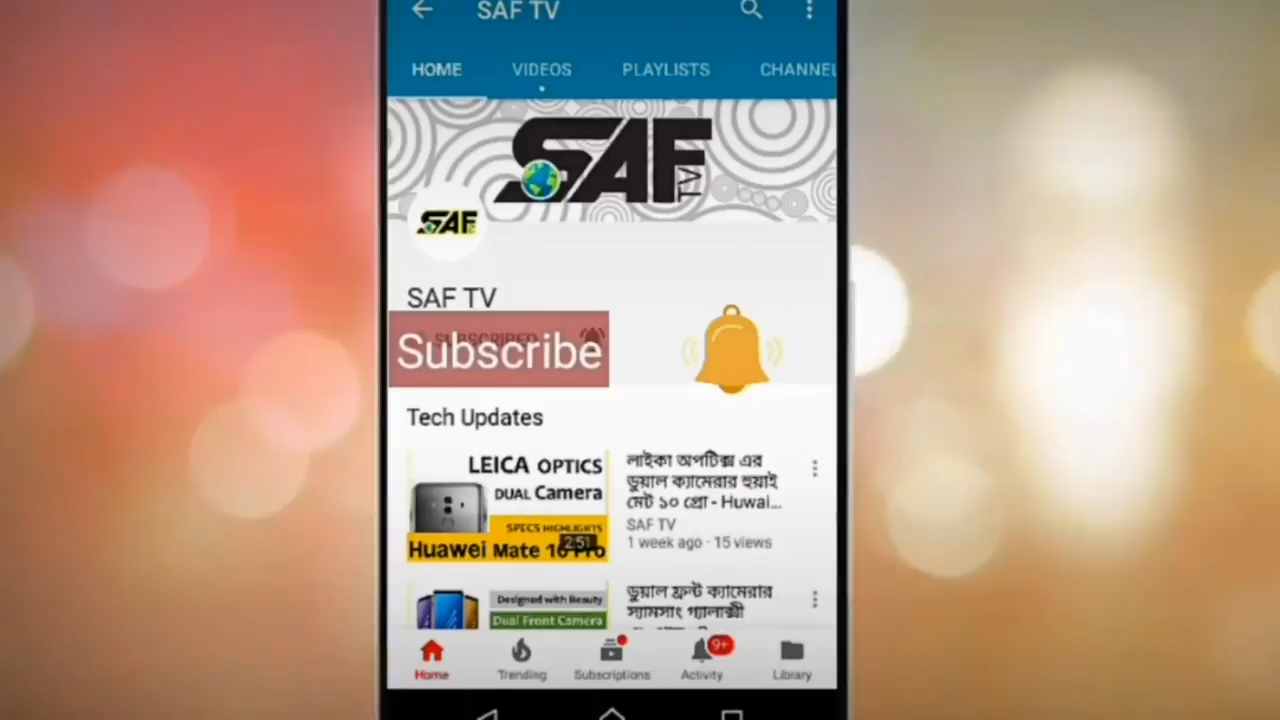 SAF TV
HOME VIDEOS PLAYLISTS CHANNEL
SAF TV
SAF
SAF TV
SUBSCRIBED
Subscribe
Tech Updates
LEICA OPTICS
DUAL Camera
SPECS HIGHLIGHTS
2:51
Huawei Mate 10 Pro
লাইকা অপটিক্স এর
ডুয়াল ক্যামেরার হুয়াই
মেট ১০ প্রো - Huwai...
SAF TV
1 week ago · 15 views
Designed with Beauty
Dual Front Camera
ডুয়াল ফ্রন্ট ক্যামেরার
স্যামসাং গ্যালাক্সী
9+
Home Trending Subscriptions Activity Library